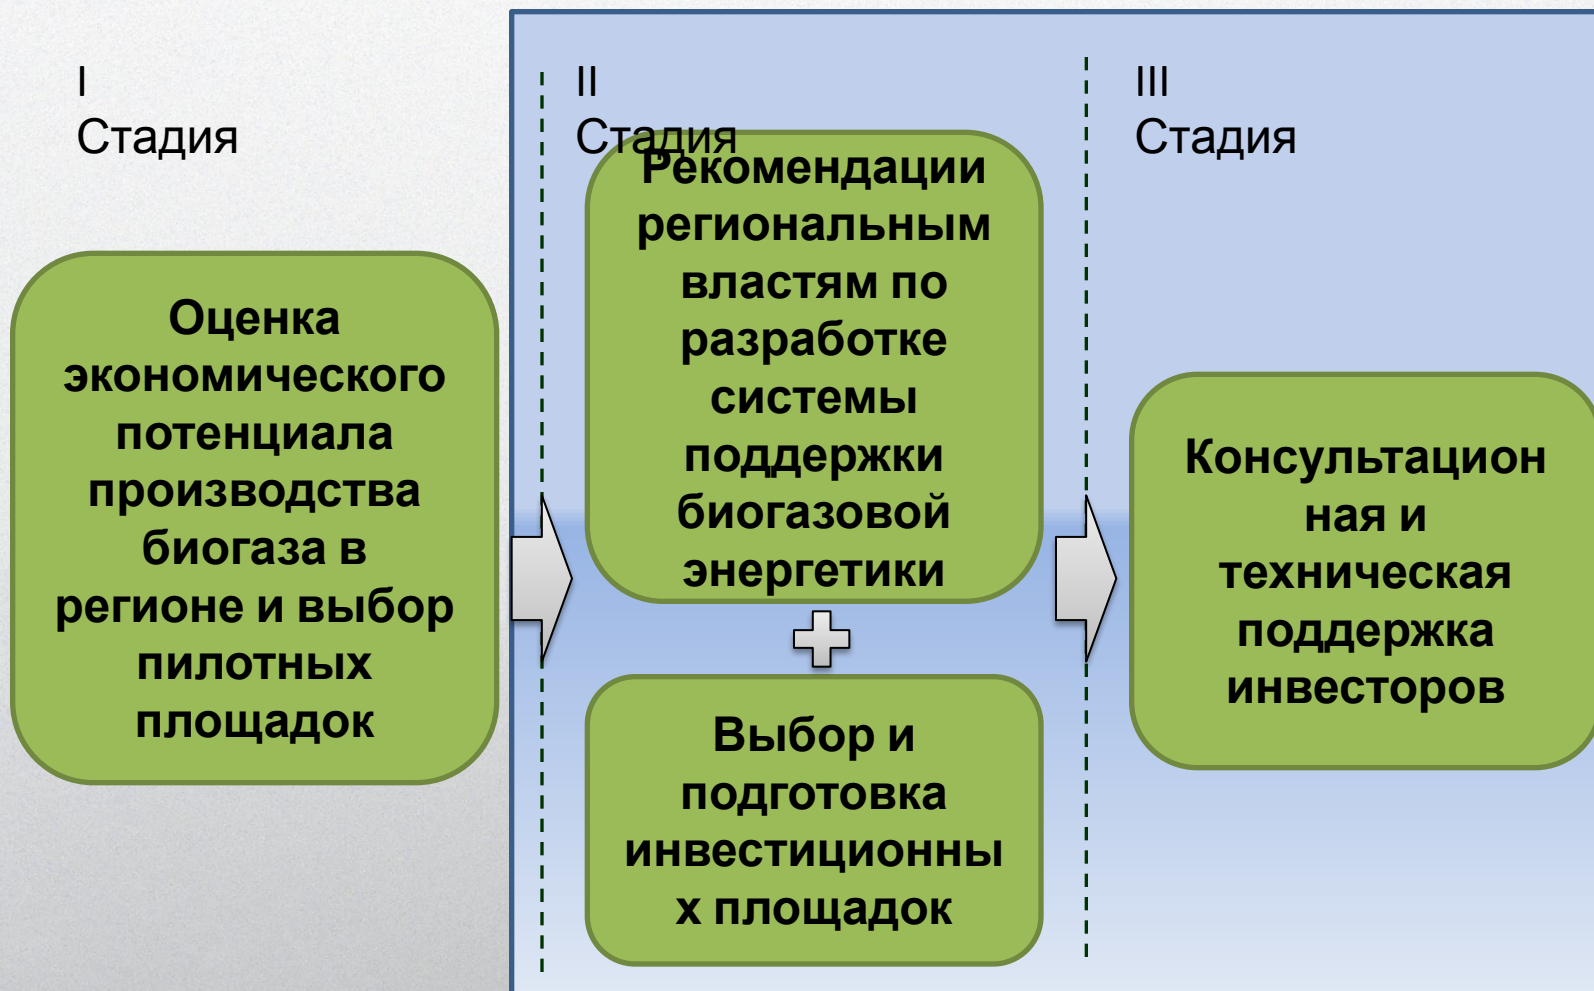 I
Стадия
Оценка
экономического
потенциала
производства
биогаза в
регионе и выбор
пилотных
площадок
II
Стадия
Рекомендации
региональным
властям по
разработке
системы
поддержки
биогазовой
энергетики
Выбор и
подготовка
инвестиционны
х площадок
III
Стадия
Консультацион
ная и
техническая
поддержка
инвесторов